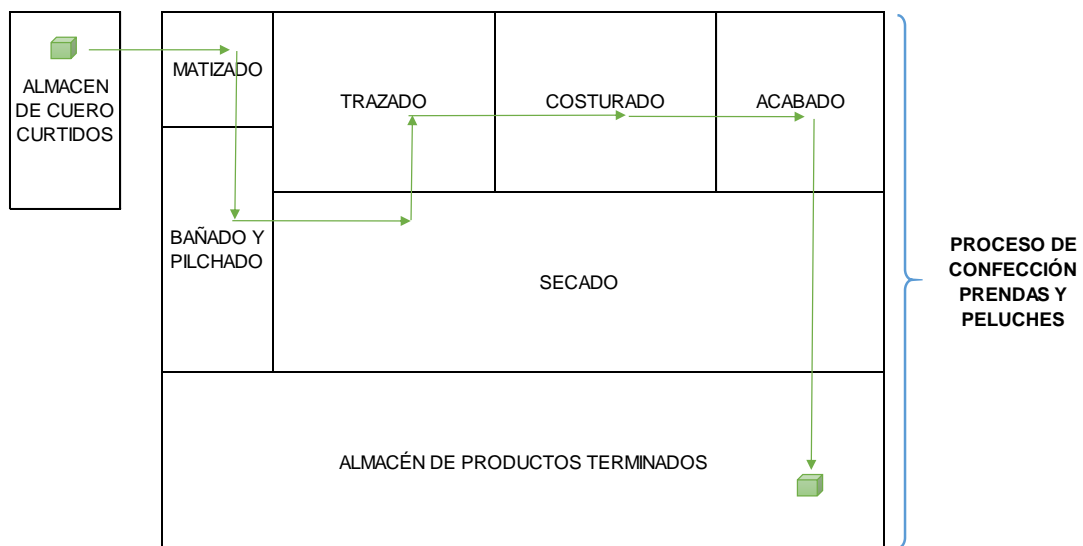 ALMACEN
DE CUERO
CURTIDOS
MATIZADO
TRAZADO
COSTURADO
ACABADO
BAÑADO Y
PILCHADO
SECADO
ALMACÉN DE PRODUCTOS TERMINADOS
PROCESO DE
CONFECCIÓN
PRENDAS Y
PELUCHES